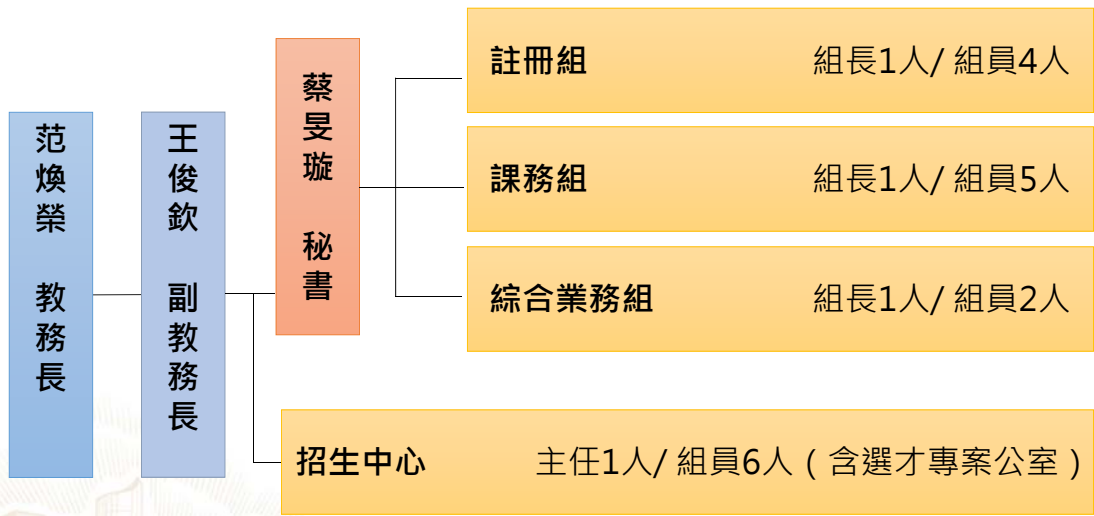 范煥榮 教務長
王俊欽 副教務長
蔡旻璇 秘書
註冊組 組長1人/ 組員4人
課務組 組長1人/ 組員5人
綜合業務組 組長1人/ 組員2人
招生中心 主任1人/ 組員6人（含選才專案公室）